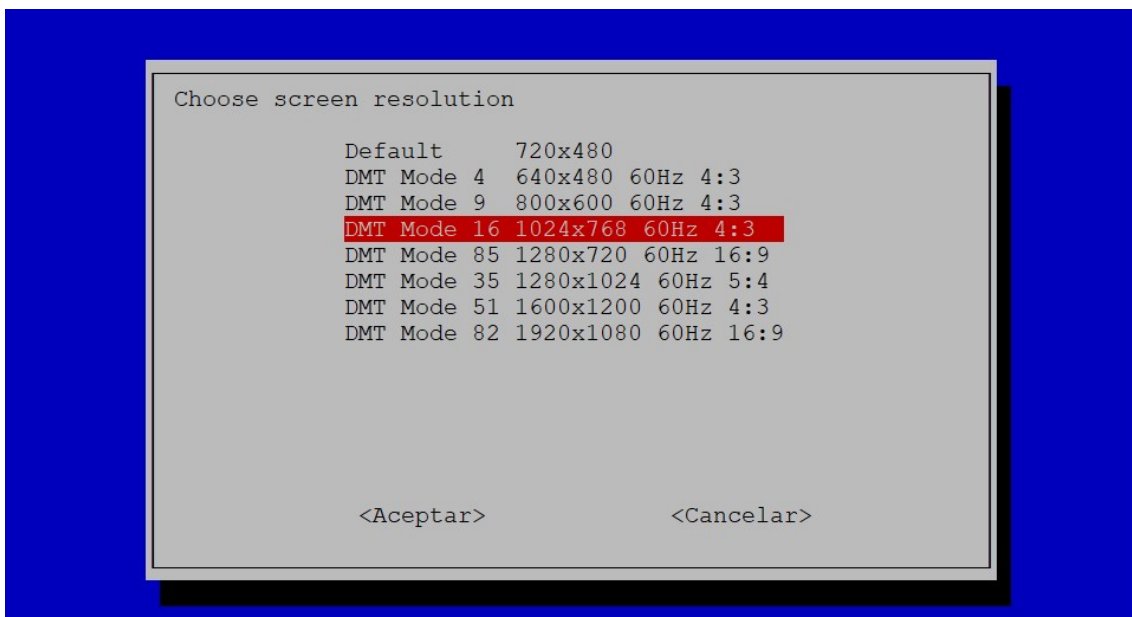 Choose screen resolution
Default 720x480
DMT Mode 4 640x480 60Hz 4:3
DMT Mode 9 800x600 60Hz 4:3
DMT Mode 16 1024x768 60Hz 4:3
DMT Mode 85 1280x720 60Hz 16:9
DMT Mode 35 1280x1024 60Hz 5:4
DMT Mode 51 1600x1200 60Hz 4:3
DMT Mode 82 1920x1080 60Hz 16:9
<Aceptar> <Cancelar>